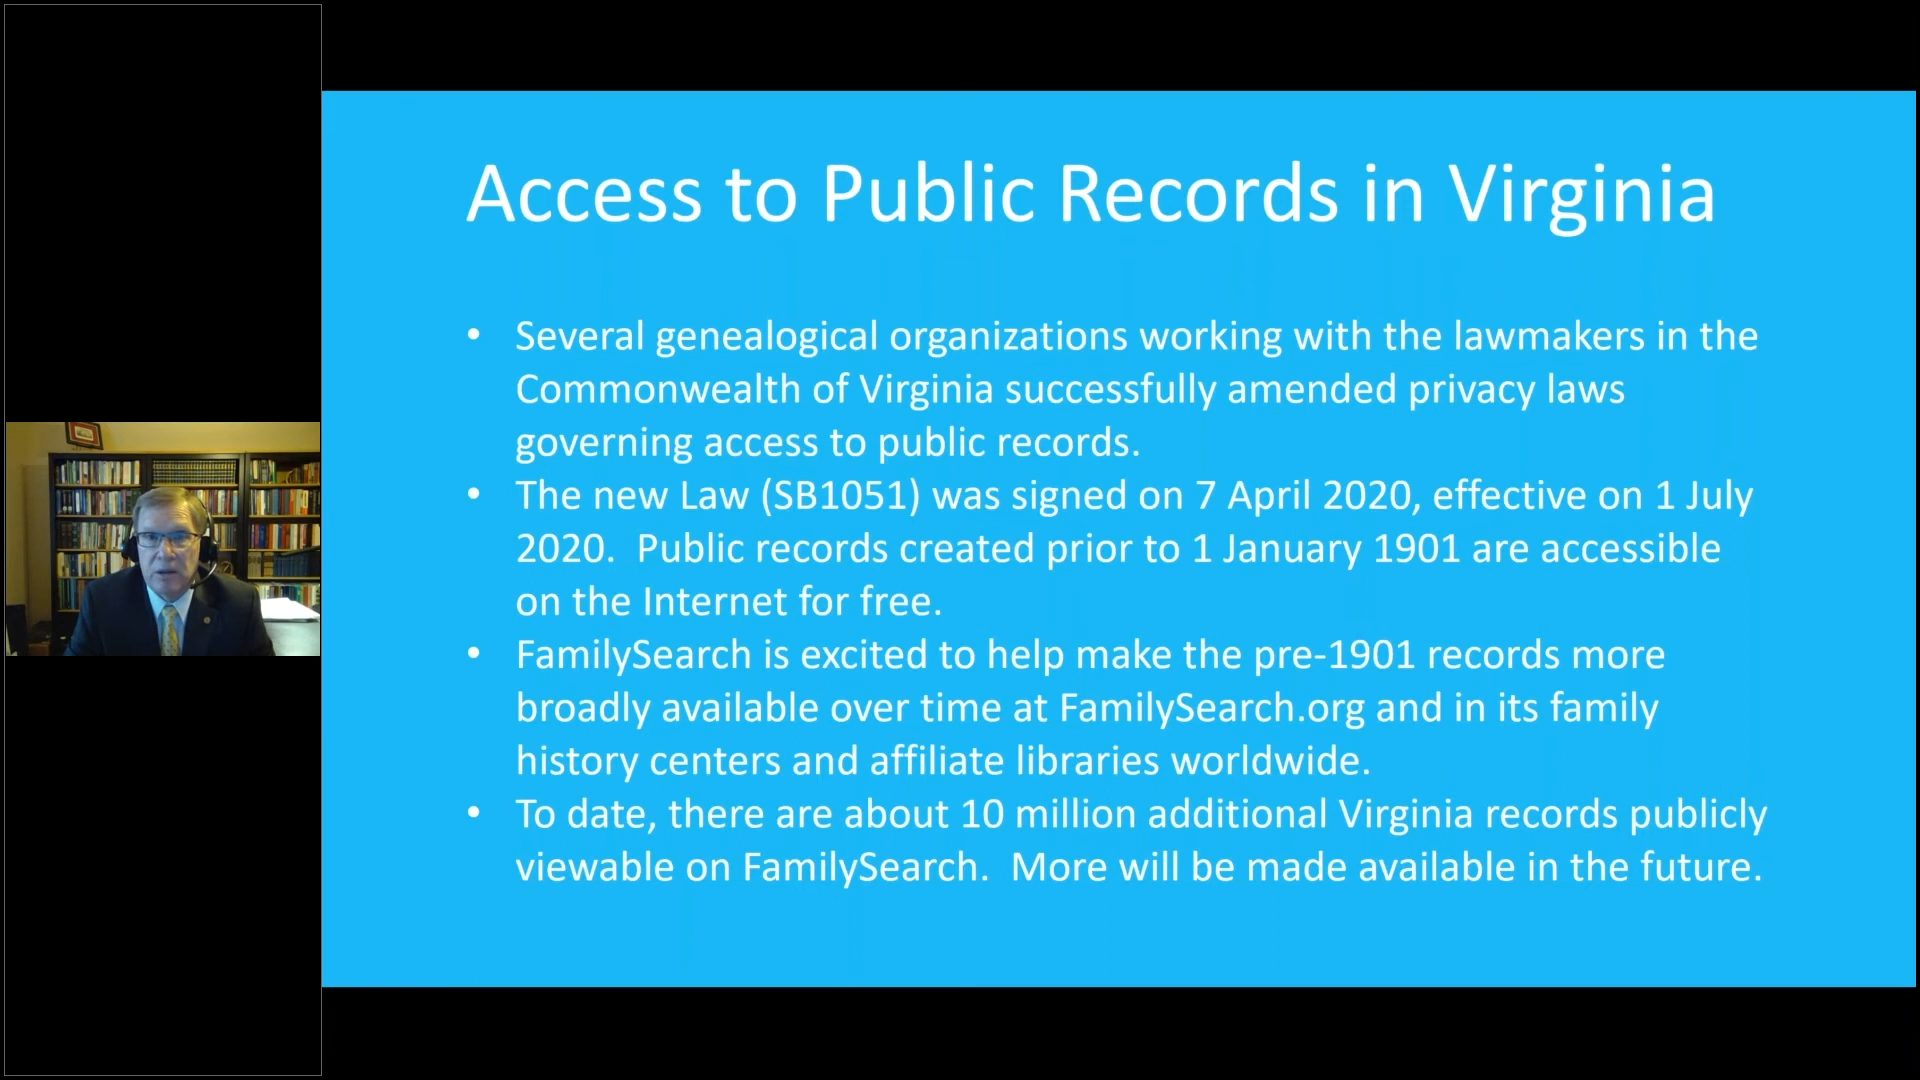 Access to Public Records in Virginia
• Several genealogical organizations working with the lawmakers in the
Commonwealth of Virginia successfully amended privacy laws
governing access to public records.
• The new Law (SB1051) was signed on 7 April 2020, effective on 1 July
2020.  Public records created prior to 1 January 1901 are accessible
on the Internet for free.
• FamilySearch is excited to help make the pre-1901 records more
broadly available over time at FamilySearch.org and in its family
history centers and affiliate libraries worldwide.
• To date, there are about 10 million additional Virginia records publicly
viewable on FamilySearch.  More will be made available in the future.